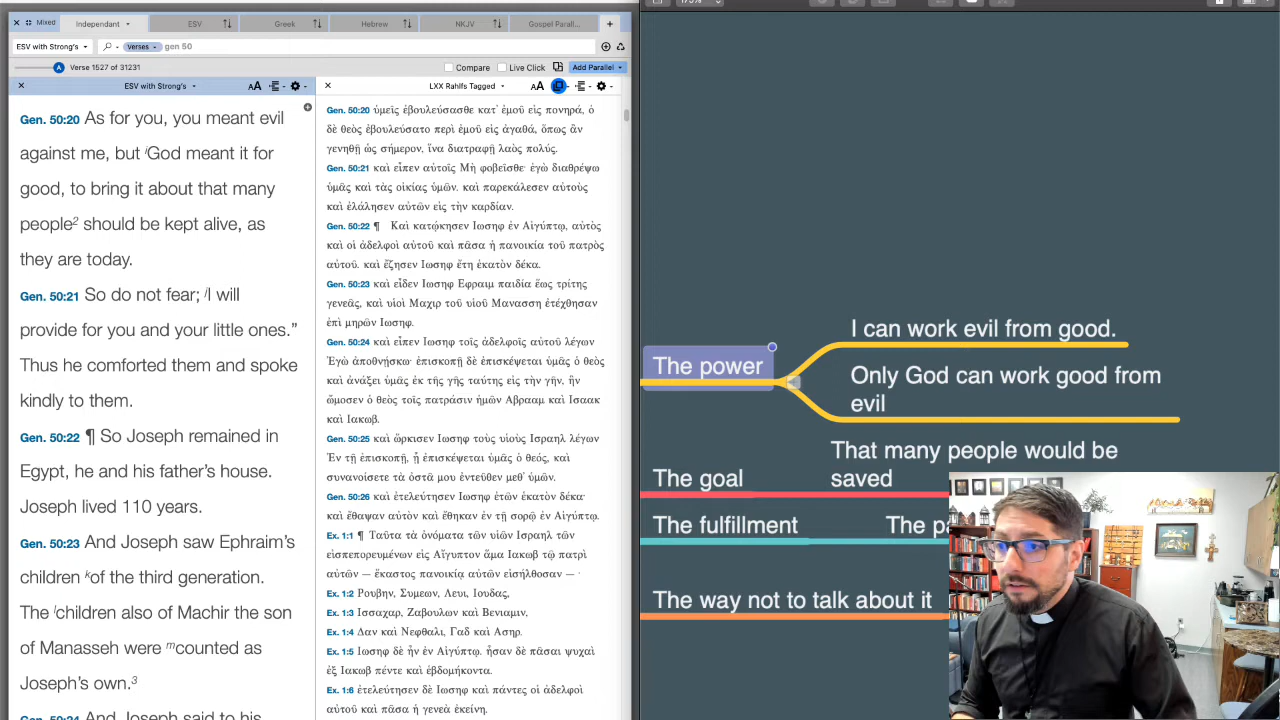 Mixed Independant ESV Greek Hebrew NKJV Gospel Parall... +
ESV with Strong's Verses gen 50
Verse 1527 of 31231 Compare Live Click Add Parallel
ESV with Strong's AA
Gen. 50:20 As for you, you meant evil
against me, but iGod meant it for
good, to bring it about that many
people2 should be kept alive, as
they are today.
Gen. 50:21 So do not fear; jI will
provide for you and your little ones.”
Thus he comforted them and spoke
kindly to them.
Gen. 50:22 ¶ So Joseph remained in
Egypt, he and his father’s house.
Joseph lived 110 years.
Gen. 50:23 And Joseph saw Ephraim’s
children kof the third generation.
The lchildren also of Machir the son
of Manasseh were mcounted as
Joseph’s own.3
Gen. 50:24 And Joseph said to his
LXX Rahlfs Tagged AA
Gen. 50:20 ὑμεῖς ἐβουλεύσασθε κατ᾽ ἐμοῦ εἰς πονηρά, ὁ
δὲ θεὸς ἐβουλεύσατο περὶ ἐμοῦ εἰς ἀγαθά, ὅπως ἂν
γενηθῇ ὡς σήμερον, ἵνα διατραφῇ λαὸς πολύς.
Gen. 50:21 καὶ εἶπεν αὐτοῖς Μὴ φοβεῖσθε· ἐγὼ διαθρέψω
ὑμᾶς καὶ τὰς οἰκίας ὑμῶν. καὶ παρεκάλεσεν αὐτοὺς
καὶ ἐλάλησεν αὐτῶν εἰς τὴν καρδίαν.
Gen. 50:22 ¶ Καὶ κατῴκησεν Ιωσηφ ἐν Αἰγύπτῳ, αὐτὸς
καὶ οἱ ἀδελφοὶ αὐτοῦ καὶ πᾶσα ἡ πανοικία τοῦ πατρὸς
αὐτοῦ. καὶ ἔζησεν Ιωσηφ ἔτη ἑκατὸν δέκα.
Gen. 50:23 καὶ εἶδεν Ιωσηφ Εφραιμ παιδία ἕως τρίτης
γενεᾶς, καὶ υἱοὶ Μαχιρ τοῦ υἱοῦ Μανασση ἐτέχθησαν
ἐπὶ μηρῶν Ιωσηφ.
Gen. 50:24 καὶ εἶπεν Ιωσηφ τοῖς ἀδελφοῖς αὐτοῦ λέγων
Ἐγὼ ἀποθνῄσκω· ἐπισκοπῇ δὲ ἐπισκέψεται ὑμᾶς ὁ θεὸς
καὶ ἀνάξει ὑμᾶς ἐκ τῆς γῆς ταύτης εἰς τὴν γῆν, ἣν
ὤμοσεν ὁ θεὸς τοῖς πατράσιν ἡμῶν Αβρααμ καὶ Ισαακ
καὶ Ιακωβ.
Gen. 50:25 καὶ ὥρκισεν Ιωσηφ τοὺς υἱοὺς Ισραηλ λέγων
Ἐν τῇ ἐπισκοπῇ, ᾗ ἐπισκέψεται ὑμᾶς ὁ θεός, καὶ
συνανοίσετε τὰ ὀστᾶ μου ἐντεῦθεν μεθ᾽ ὑμῶν.
Gen. 50:26 καὶ ἐτελεύτησεν Ιωσηφ ἐτῶν ἑκατὸν δέκα·
καὶ ἔθαψαν αὐτὸν καὶ ἔθηκαν ἐν τῇ σορῷ ἐν Αἰγύπτῳ.
Ex. 1:1 ¶ Ταῦτα τὰ ὀνόματα τῶν υἱῶν Ισραηλ τῶν
εἰσπεπορευμένων εἰς Αἴγυπτον ἅμα Ιακωβ τῷ πατρὶ
αὐτῶν — ἕκαστος πανοικίᾳ αὐτῶν εἰσήλθοσαν — ·
Ex. 1:2 Ρουβην, Συμεων, Λευι, Ιουδας,
Ex. 1:3 Ισσαχαρ, Ζαβουλων καὶ Βενιαμιν,
Ex. 1:4 Δαν καὶ Νεφθαλι, Γαδ καὶ Ασηρ.
Ex. 1:5 Ιωσηφ δὲ ἦν ἐν Αἰγύπτῳ. ἦσαν δὲ πᾶσαι ψυχαὶ
ἐξ Ιακωβ πέντε καὶ ἑβδομήκοντα.
Ex. 1:6 ἐτελεύτησεν δὲ Ιωσηφ καὶ πάντες οἱ ἀδελφοὶ
αὐτοῦ καὶ πᾶσα ἡ γενεὰ ἐκείνη.
The power
I can work evil from good.
Only God can work good from
evil
The goal
That many people would be
saved
The fulfillment The pa
The way not to talk about it